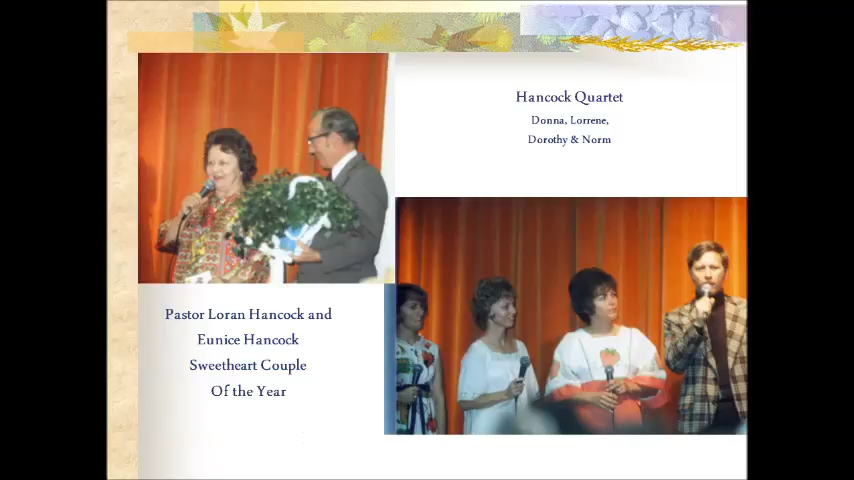 Hancock Quartet
Donna, Lorrene,
Dorothy & Norm
Pastor Loran Hancock and
Eunice Hancock
Sweetheart Couple
Of the Year